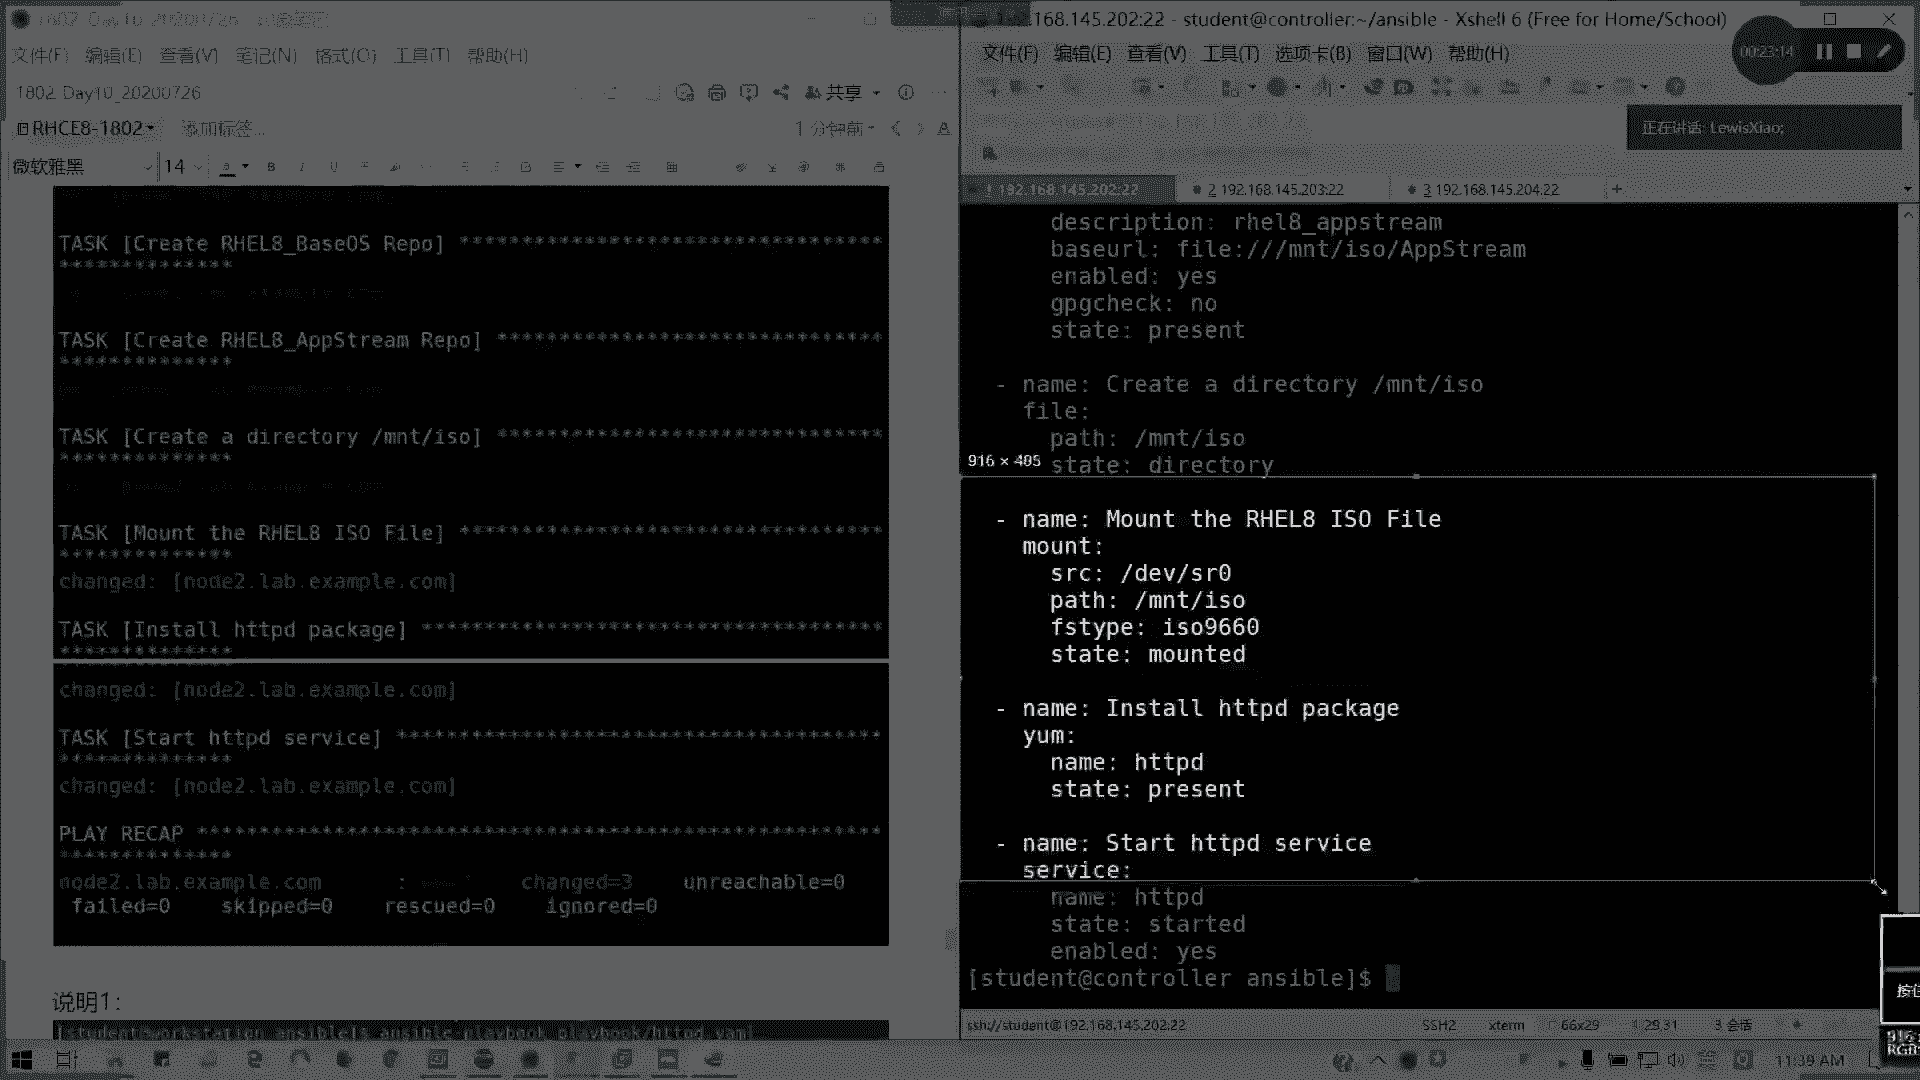 1802_Day10_20200726
文件(F) 编辑(E) 查看(V) 笔记(N) 格式(O) 工具(T) 帮助(H)
1802_Day10_20200726
共享
RHCE8-1802
添加标签...
1 分钟前
微软雅黑
14
TASK [Create RHEL8_BaseOS Repo] *********************************
**************
TASK [Create RHEL8_AppStream Repo] ******************************
**************
TASK [Create a directory /mnt/iso] ******************************
**************
TASK [Mount the RHEL8 ISO File] *********************************
**************
changed: [node2.lab.example.com]
TASK [Install httpd package] ************************************
**************
changed: [node2.lab.example.com]
TASK [Start httpd service] **************************************
**************
changed: [node2.lab.example.com]
PLAY RECAP ******************************************************
**************
node2.lab.example.com : changed=3 unreachable=0
failed=0 skipped=0 rescued=0 ignored=0
说明1:
[student@workstation ansible]$ ansible-playbook playbook/httpd.yaml
192.168.145.202:22 - student@controller:~/ansible - Xshell 6 (Free for Home/School)
文件(F) 编辑(E) 查看(V) 工具(T) 选项卡(B) 窗口(W) 帮助(H)
00:23:14
正在讲话: LewisXiao;
1 192.168.145.202:22
2 192.168.145.203:22
3 192.168.145.204:22
+
description: rhel8_appstream
baseurl: file:///mnt/iso/AppStream
enabled: yes
gpgcheck: no
state: present
- name: Create a directory /mnt/iso
file:
path: /mnt/iso
state: directory
916 × 405
- name: Mount the RHEL8 ISO File
mount:
src: /dev/sr0
path: /mnt/iso
fstype: iso9660
state: mounted
- name: Install httpd package
yum:
name: httpd
state: present
- name: Start httpd service
service:
name: httpd
state: started
enabled: yes
[student@controller ansible]$
ssh://student@192.168.145.202:22
SSH2
xterm
66x29
29,31
3 会话
按住
RGB
11:39 AM